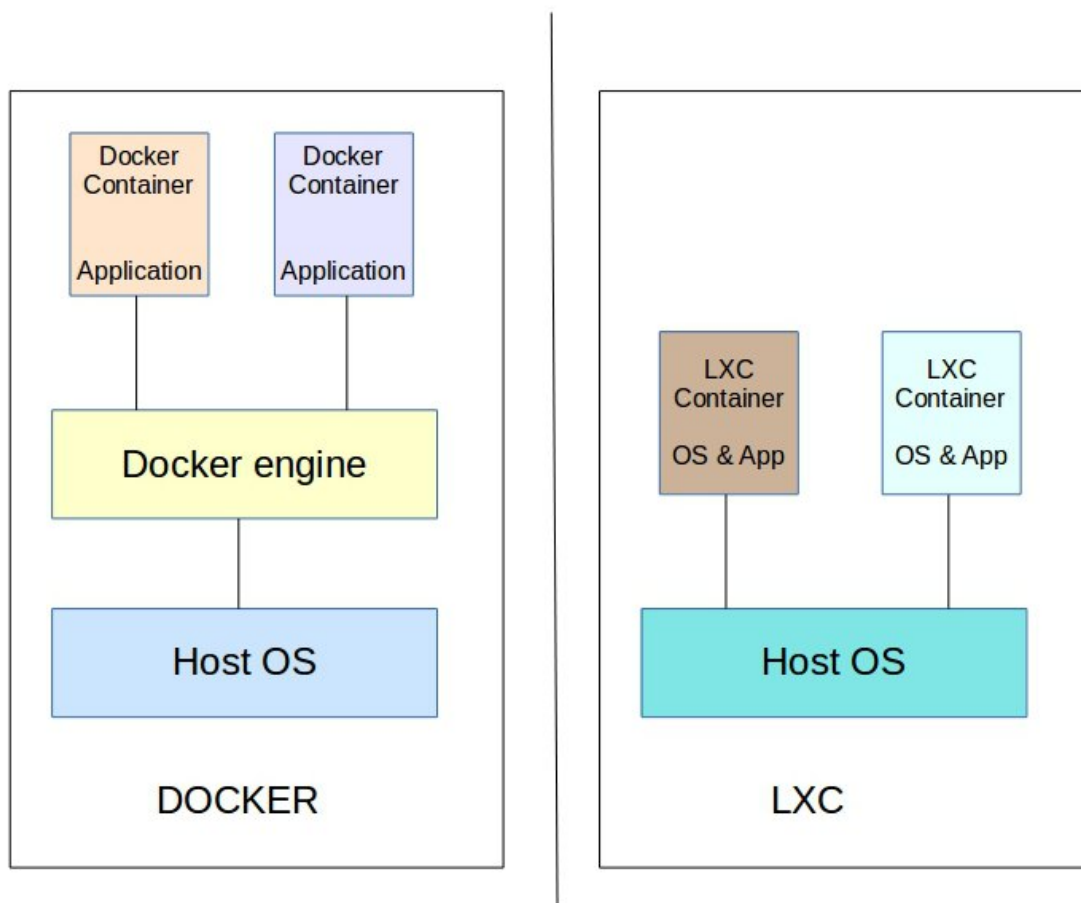 Docker
Container
Application
Docker
Container
Application
Docker engine
Host OS
DOCKER
LXC
Container
OS & App
LXC
Container
OS & App
Host OS
LXC